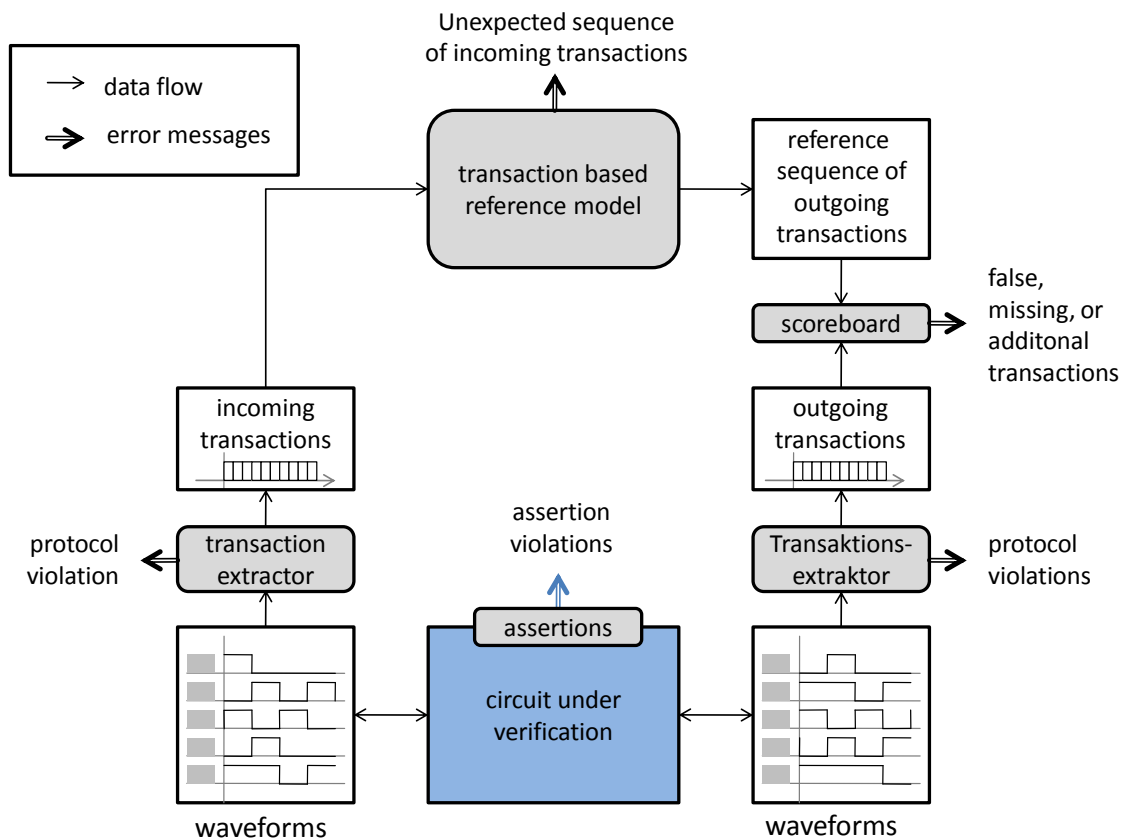 Unexpected sequence
of incoming transactions
data flow
error messages
transaction based
reference model
reference
sequence of
outgoing
transactions
scoreboard
false,
missing, or
additonal
transactions
incoming
transactions
outgoing
transactions
assertion
violations
protocol
violation
transaction
extractor
Transaktions-
extraktor
protocol
violations
assertions
circuit under
verification
waveforms
waveforms